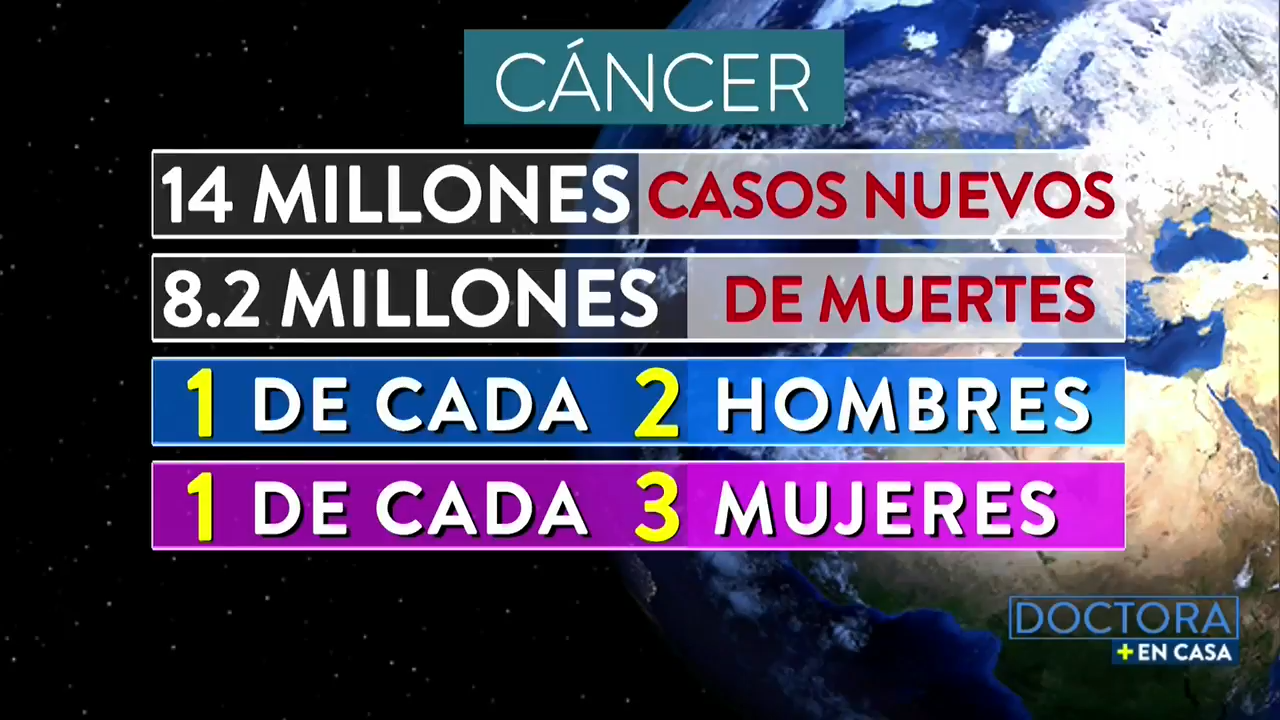 CÁNCER
14 MILLONES CASOS NUEVOS
8.2 MILLONES DE MUERTES
1 DE CADA 2 HOMBRES
1 DE CADA 3 MUJERES
DOCTORA
+ EN CASA